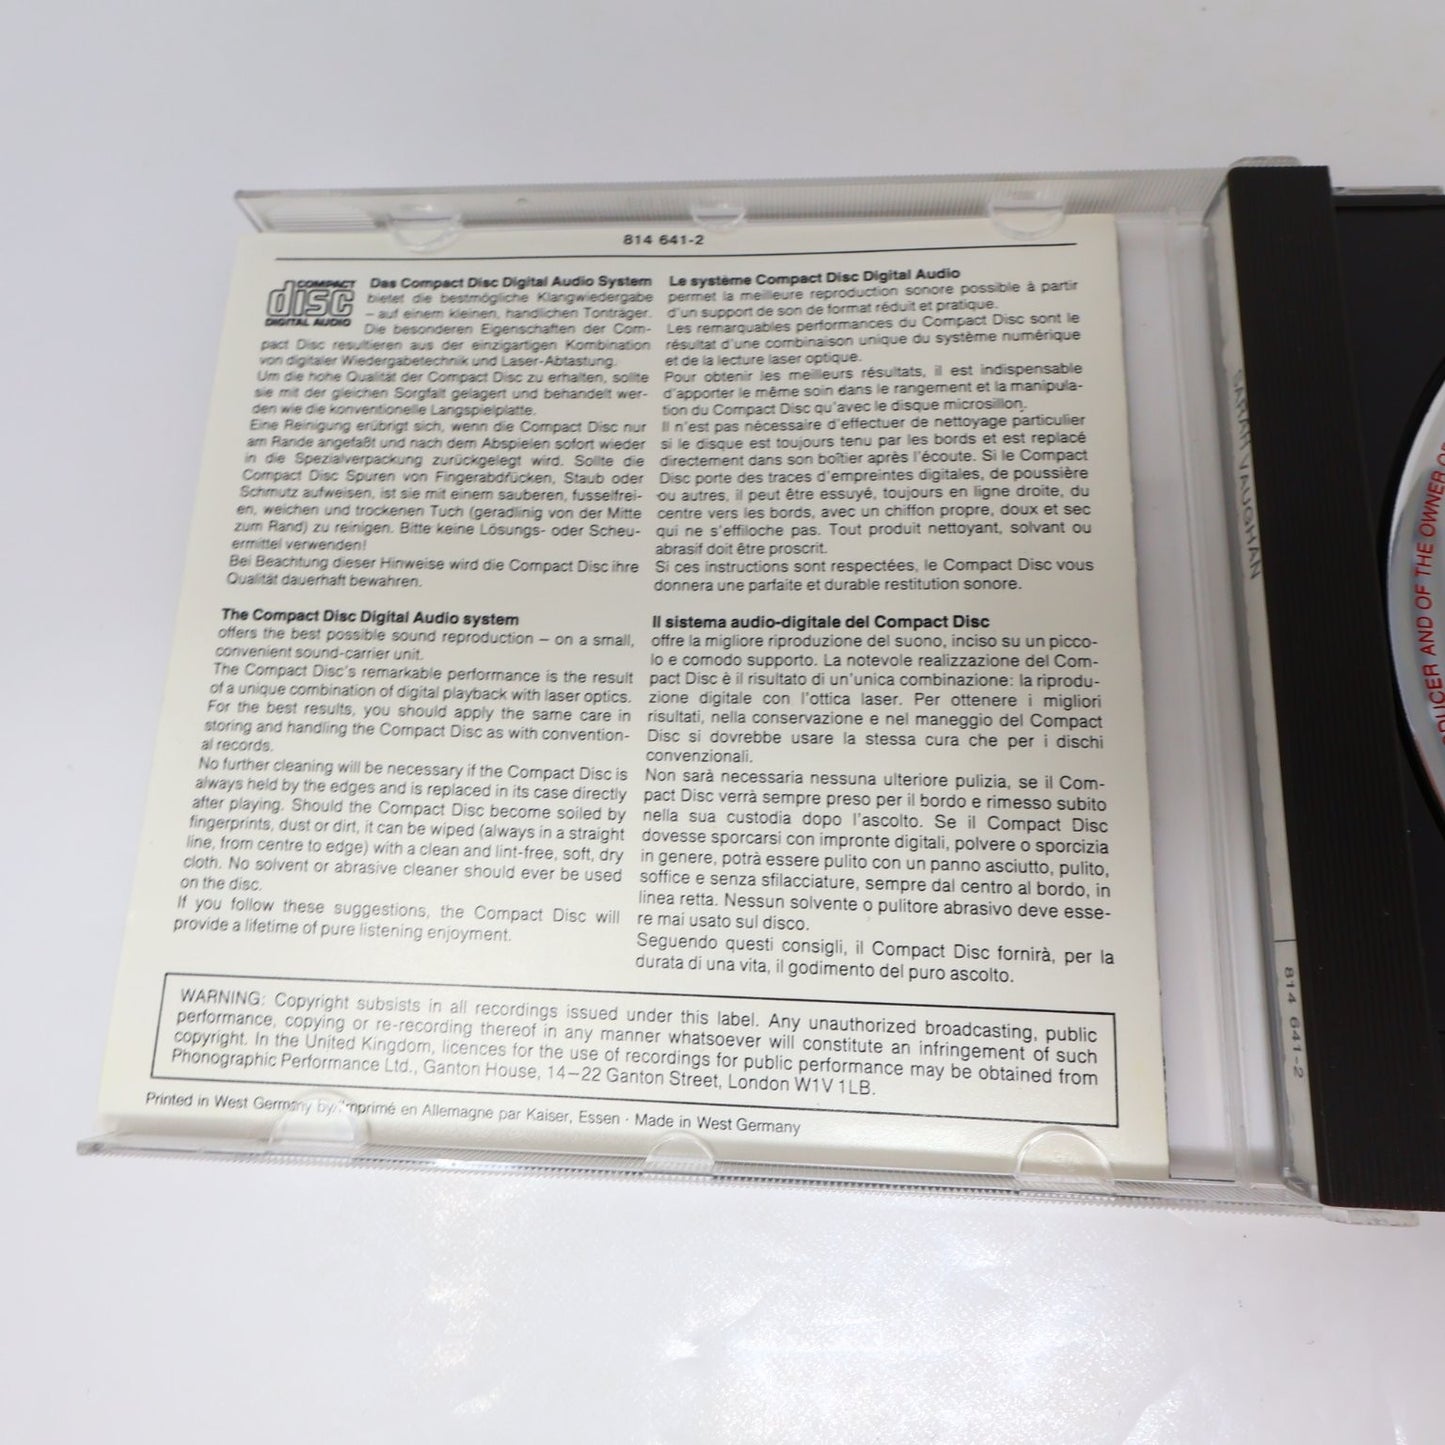 814 641-2
COMPACT
disc
DIGITAL AUDIO
Das Compact Disc Digital Audio System
bietet die bestmögliche Klangwiedergabe
– auf einem kleinen, handlichen Tonträger.
Die besonderen Eigenschaften der Com-
pact Disc resultieren aus der einzigartigen Kombination
von digitaler Wiedergabetechnik und Laser-Abtastung.
Um die hohe Qualität der Compact Disc zu erhalten, sollte
sie mit der gleichen Sorgfalt gelagert und behandelt wer-
den wie die konventionelle Langspielplatte.
Eine Reinigung erübrigt sich, wenn die Compact Disc nur
am Rande angefaßt und nach dem Abspielen sofort wieder
in die Spezialverpackung zurückgelegt wird. Sollte die
Compact Disc Spuren von Fingerabdrücken, Staub oder
Schmutz aufweisen, ist sie mit einem sauberen, fusselfrei-
en, weichen und trockenen Tuch (geradlinig von der Mitte
zum Rand) zu reinigen. Bitte keine Lösungs- oder Scheu-
ermittel verwenden!
Bei Beachtung dieser Hinweise wird die Compact Disc ihre
Qualität dauerhaft bewahren.
The Compact Disc Digital Audio system
offers the best possible sound reproduction – on a small,
convenient sound-carrier unit.
The Compact Disc's remarkable performance is the result
of a unique combination of digital playback with laser optics.
For the best results, you should apply the same care in
storing and handling the Compact Disc as with convention-
al records.
No further cleaning will be necessary if the Compact Disc is
always held by the edges and is replaced in its case directly
after playing. Should the Compact Disc become soiled by
fingerprints, dust or dirt, it can be wiped (always in a straight
line, from centre to edge) with a clean and lint-free, soft, dry
cloth. No solvent or abrasive cleaner should ever be used
on the disc.
If you follow these suggestions, the Compact Disc will
provide a lifetime of pure listening enjoyment.
Le système Compact Disc Digital Audio
permet la meilleure reproduction sonore possible à partir
d'un support de son de format réduit et pratique.
Les remarquables performances du Compact Disc sont le
résultat d'une combinaison unique du système numérique
et de la lecture laser optique.
Pour obtenir les meilleurs résultats, il est indispensable
d'apporter le même soin dans le rangement et la manipula-
tion du Compact Disc qu'avec le disque microsillon.
Il n'est pas nécessaire d'effectuer de nettoyage particulier
si le disque est toujours tenu par les bords et est replacé
directement dans son boîtier après l'écoute. Si le Compact
Disc porte des traces d'empreintes digitales, de poussière
ou autres, il peut être essuyé, toujours en ligne droite, du
centre vers les bords, avec un chiffon propre, doux et sec
qui ne s'effiloche pas. Tout produit nettoyant, solvant ou
abrasif doit être proscrit.
Si ces instructions sont respectées, le Compact Disc vous
donnera une parfaite et durable restitution sonore.
Il sistema audio-digitale del Compact Disc
offre la migliore riproduzione del suono, inciso su un picco-
lo e comodo supporto. La notevole realizzazione del Com-
pact Disc è il risultato di un'unica combinazione: la riprodu-
zione digitale con l'ottica laser. Per ottenere i migliori
risultati, nella conservazione e nel maneggio del Compact
Disc si dovrebbe usare la stessa cura che per i dischi
convenzionali.
Non sarà necessaria nessuna ulteriore pulizia, se il Com-
pact Disc verrà sempre preso per il bordo e rimesso subito
nella sua custodia dopo l'ascolto. Se il Compact Disc
dovesse sporcarsi con impronte digitali, polvere o sporcizia
in genere, potrà essere pulito con un panno asciutto, pulito,
soffice e senza sfilacciature, sempre dal centro al bordo, in
linea retta. Nessun solvente o pulitore abrasivo deve esse-
re mai usato sul disco.
Seguendo questi consigli, il Compact Disc fornirà, per la
durata di una vita, il godimento del puro ascolto.
WARNING: Copyright subsists in all recordings issued under this label. Any unauthorized broadcasting, public
performance, copying or re-recording thereof in any manner whatsoever will constitute an infringement of such
copyright. In the United Kingdom, licences for the use of recordings for public performance may be obtained from
Phonographic Performance Ltd., Ganton House, 14–22 Ganton Street, London W1V 1LB.
Printed in West Germany by/Imprimé en Allemagne par Kaiser, Essen · Made in West Germany
SARAH VAUGHAN
814 641-2
AND OF THE OWNER